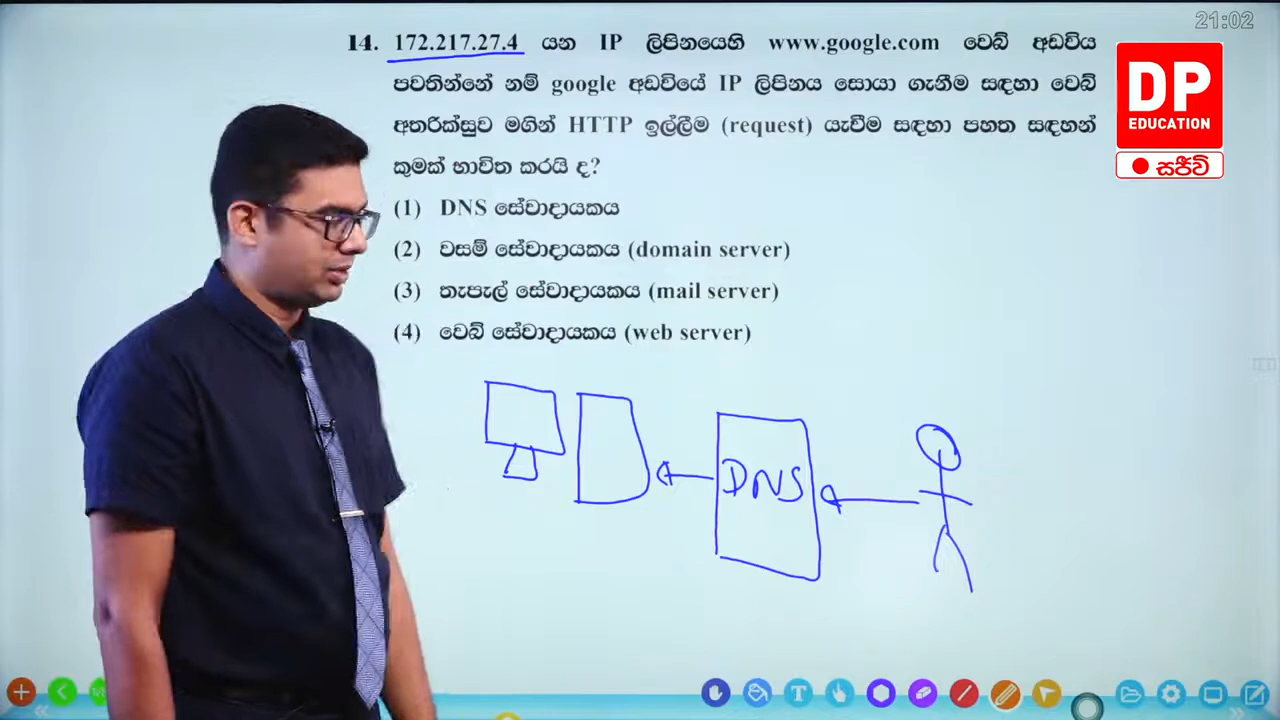 21:02
14. 172.217.27.4 යන IP ලිපිනයෙහි www.google.com වෙබ් අඩවිය
පවතින්නේ නම් google අඩවියේ IP ලිපිනය සොයා ගැනීම සඳහා වෙබ්
අතරික්සුව මගින් HTTP ඉල්ලීම (request) යැවීම සඳහා පහත සඳහන්
කුමක් භාවිත කරයි ද?
(1) DNS සේවාදායකය
(2) වසම් සේවාදායකය (domain server)
(3) තැපැල් සේවාදායකය (mail server)
(4) වෙබ් සේවාදායකය (web server)
DNS
DP
EDUCATION
සජීවි